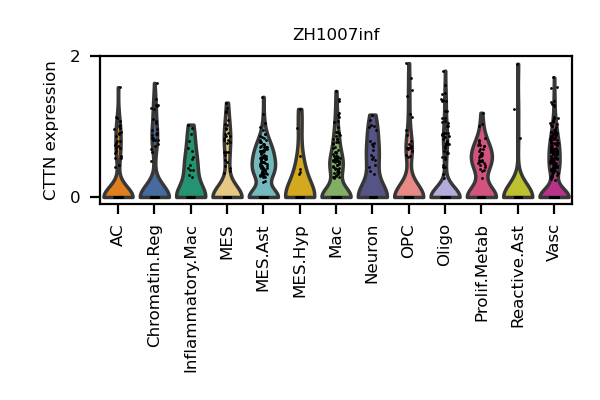 ZH1007inf
2
0
CTTN expression
AC
Chromatin.Reg
Inflammatory.Mac
MES
MES.Ast
MES.Hyp
Mac
Neuron
OPC
Oligo
Prolif.Metab
Reactive.Ast
Vasc